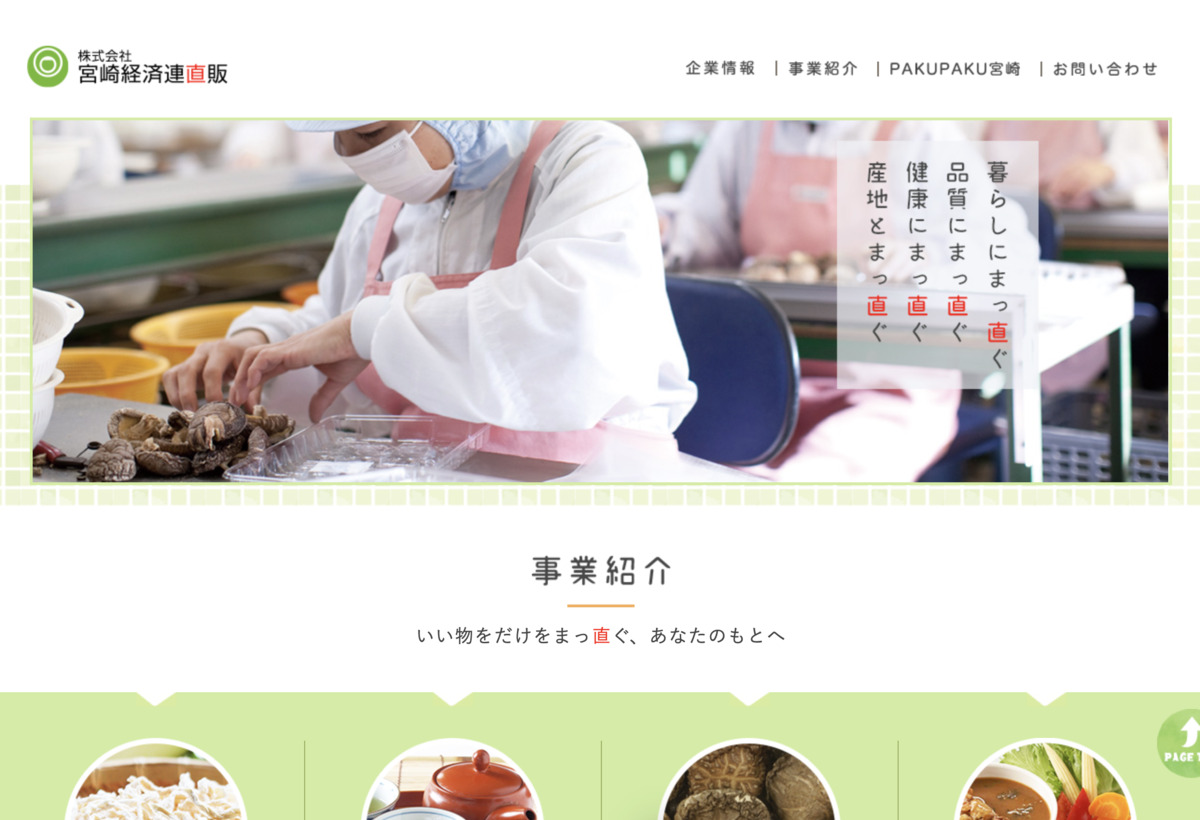 株式会社
宮崎経済連直販
企業情報
事業紹介
PAKUPAKU宮崎
お問い合わせ
暮らしにまっ直ぐ
品質にまっ直ぐ
健康にまっ直ぐ
産地とまっ直ぐ
事業紹介
いい物をだけをまっ直ぐ、あなたのもとへ
PAGE